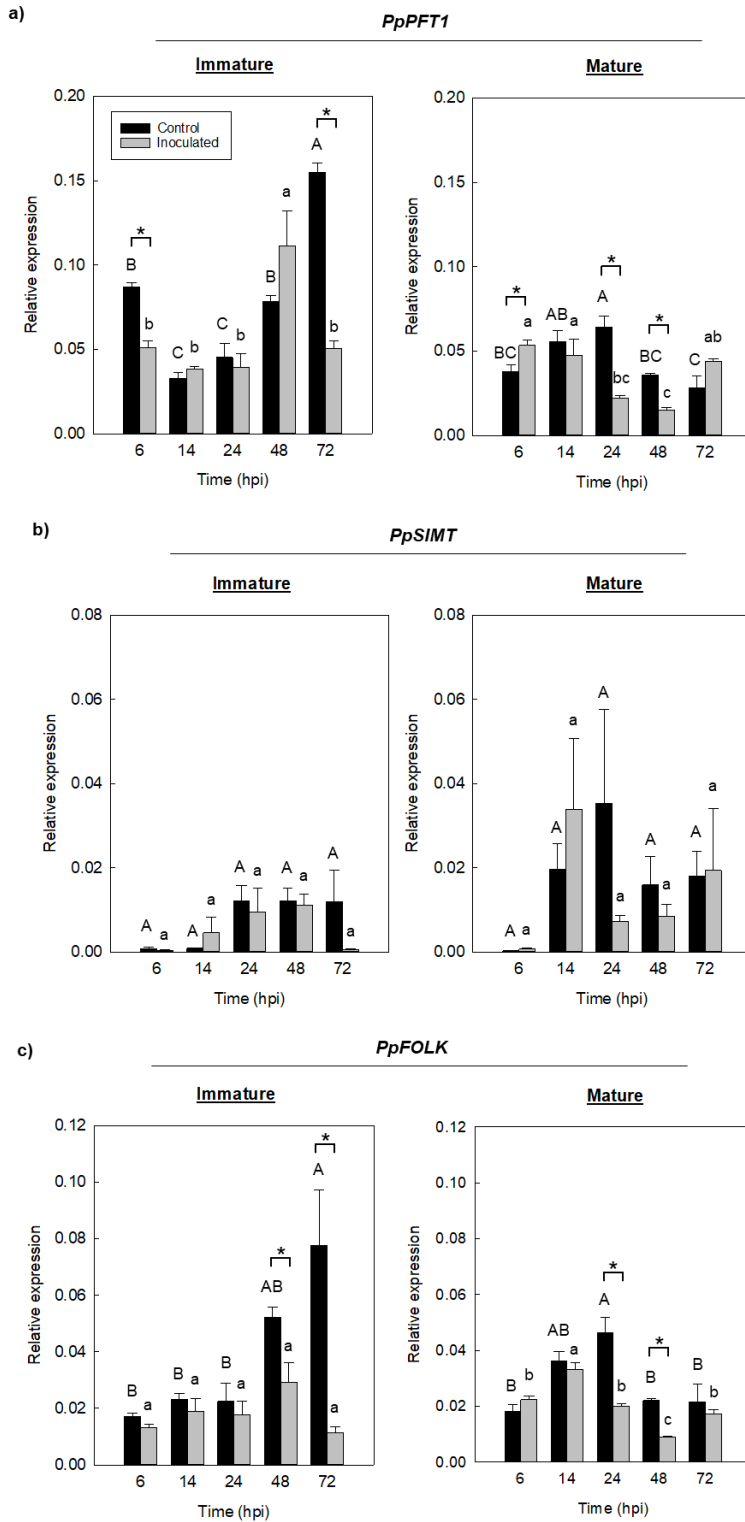 a)
PpPFT1
Immature
Mature
0.20
0.15
0.10
0.05
0.00
Relative expression
Control
Inoculated
*
B
b
C
b
C
b
B
a
*
A
b
6 14 24 48 72
Time (hpi)
0.20
0.15
0.10
0.05
0.00
Relative expression
*
BC
a
AB
a
*
A
bc
*
BC
c
C
ab
6 14 24 48 72
Time (hpi)
b)
PpSIMT
Immature
Mature
0.08
0.06
0.04
0.02
0.00
Relative expression
A
a
A
a
A
a
A
a
A
a
6 14 24 48 72
Time (hpi)
0.08
0.06
0.04
0.02
0.00
Relative expression
A
a
A
a
A
a
A
a
A
a
6 14 24 48 72
Time (hpi)
c)
PpFOLK
Immature
Mature
0.12
0.10
0.08
0.06
0.04
0.02
0.00
Relative expression
B
a
B
a
B
a
*
AB
a
*
A
a
6 14 24 48 72
Time (hpi)
0.12
0.10
0.08
0.06
0.04
0.02
0.00
Relative expression
B
b
AB
a
*
A
b
*
B
c
B
b
6 14 24 48 72
Time (hpi)